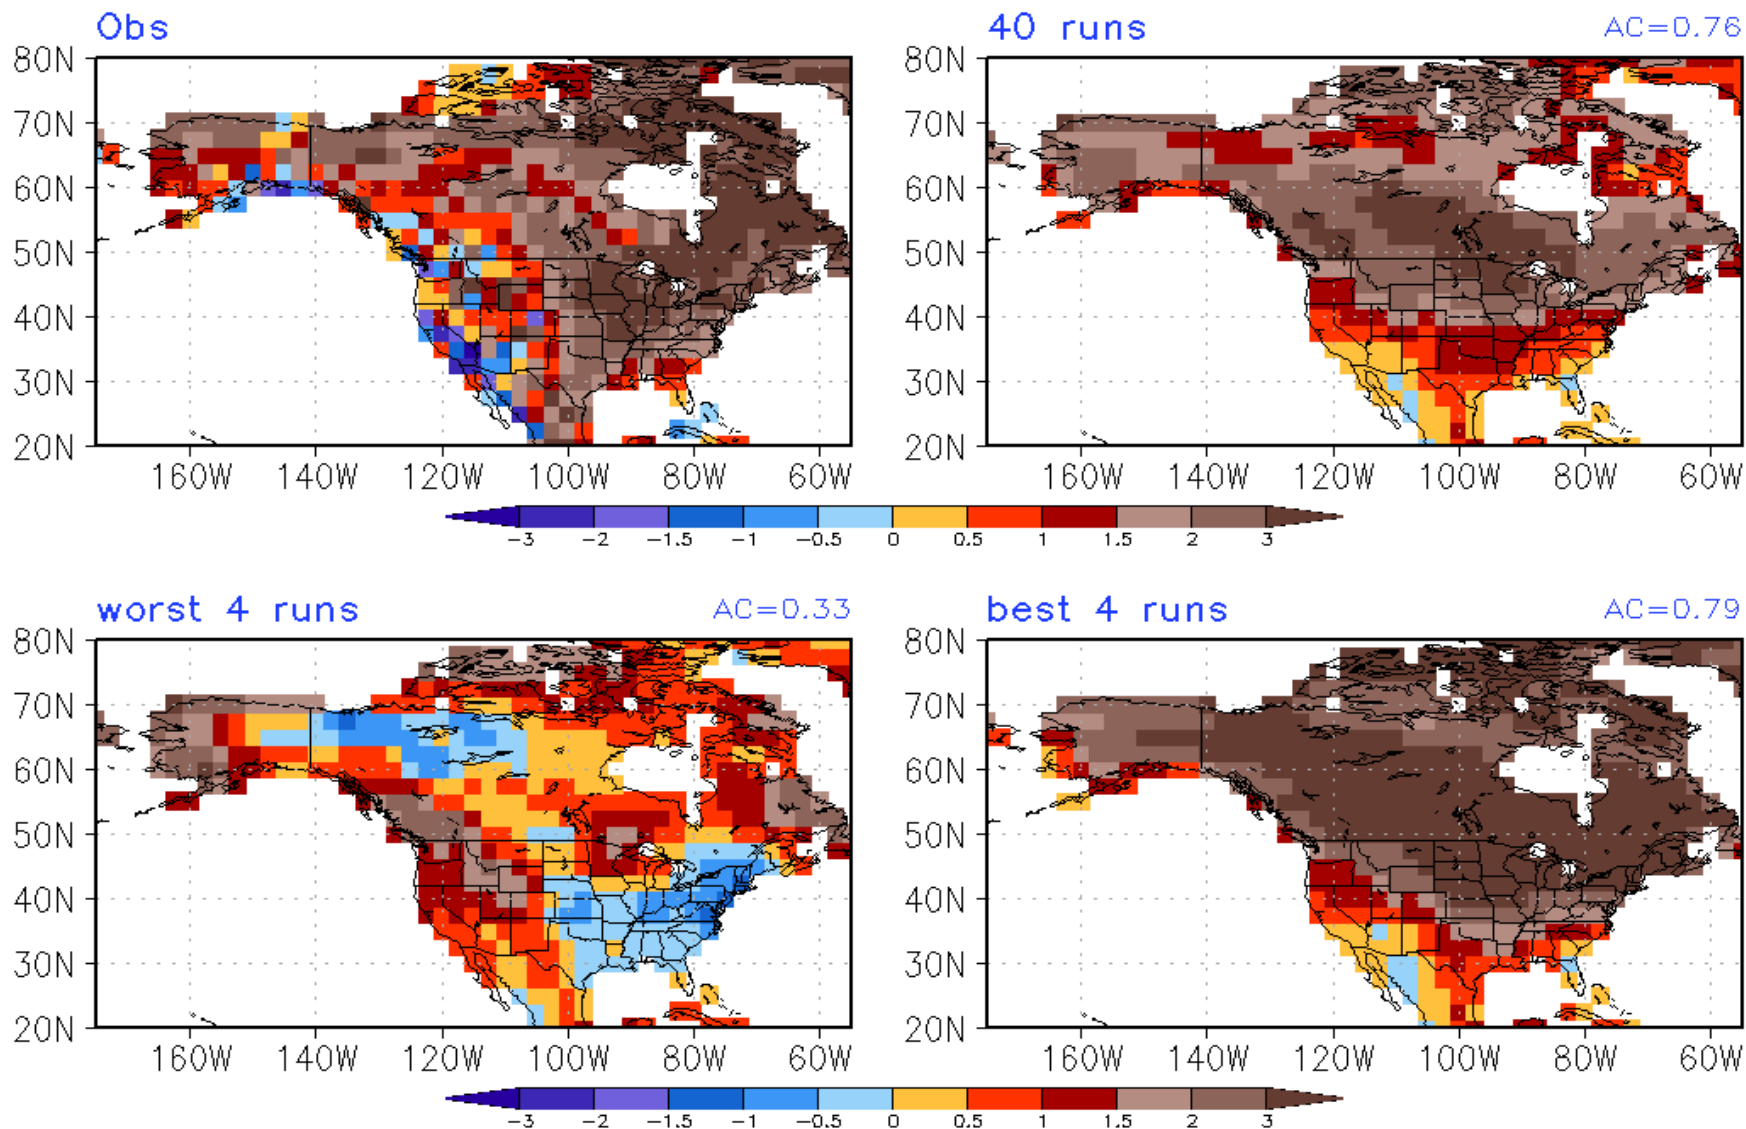 Obs
40 runs AC=0.76
80N 80N
70N 70N
60N 60N
50N 50N
40N 40N
30N 30N
20N 20N
160W 140W 120W 100W 80W 60W 160W 140W 120W 100W 80W 60W
-3 -2 -1.5 -1 -0.5 0 0.5 1 1.5 2 3
worst 4 runs AC=0.33
best 4 runs AC=0.79
80N 80N
70N 70N
60N 60N
50N 50N
40N 40N
30N 30N
20N 20N
160W 140W 120W 100W 80W 60W 160W 140W 120W 100W 80W 60W
-3 -2 -1.5 -1 -0.5 0 0.5 1 1.5 2 3